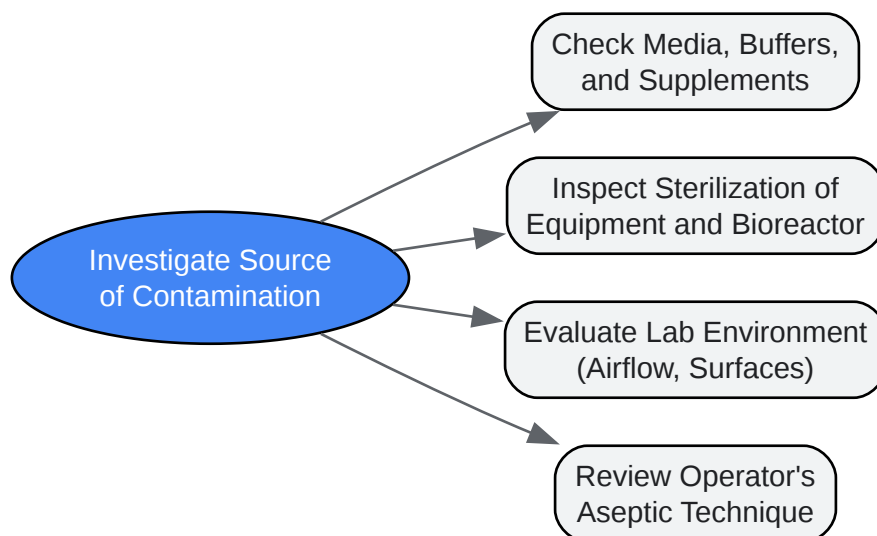 Check Media, Buffers,
and Supplements
Inspect Sterilization of
Equipment and Bioreactor
Investigate Source
of Contamination
Evaluate Lab Environment
(Airflow, Surfaces)
Review Operator's
Aseptic Technique